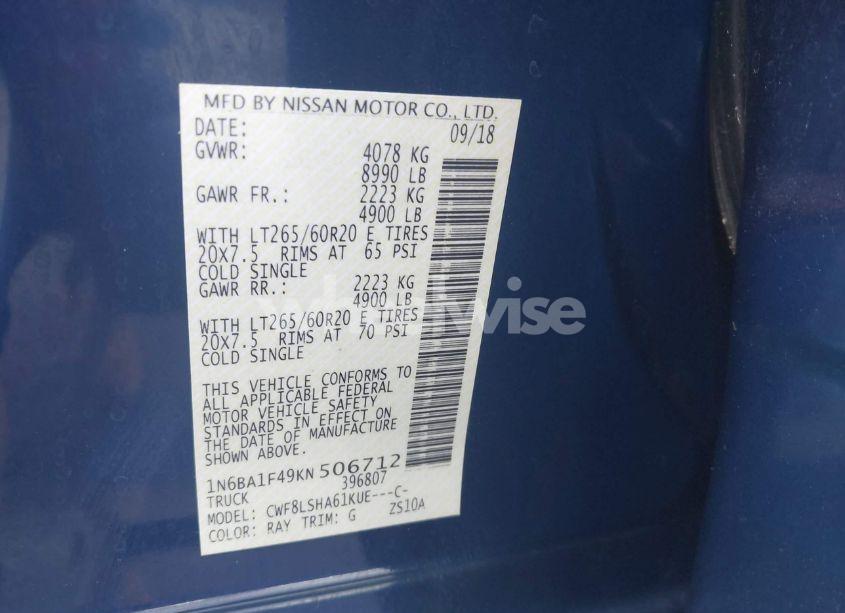 MFD BY NISSAN MOTOR CO., LTD.
DATE: 09/18
GVWR: 4078 KG
8990 LB
GAWR FR.: 2223 KG
4900 LB
WITH LT265/60R20 E TIRES
20X7.5 RIMS AT 65 PSI
COLD SINGLE
GAWR RR.: 2223 KG
4900 LB
WITH LT265/60R20 E TIRES
20X7.5 RIMS AT 70 PSI
COLD SINGLE
THIS VEHICLE CONFORMS TO
ALL APPLICABLE FEDERAL
MOTOR VEHICLE SAFETY
STANDARDS IN EFFECT ON
THE DATE OF MANUFACTURE
SHOWN ABOVE.
1N6BA1F49KN506712
TRUCK 396807
MODEL: CWF8LSHA61KUE---C-
COLOR: RAY TRIM: G ZS10A
wheelwise